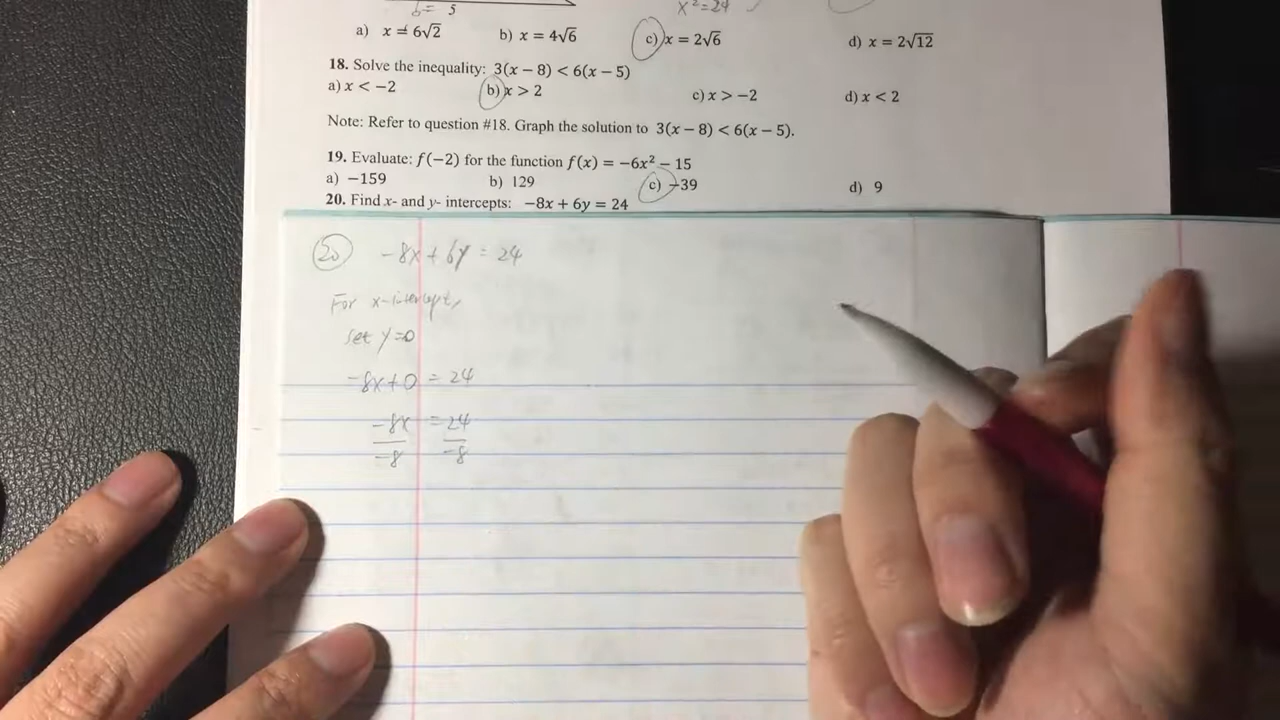 b= 5
x²=24
a) x = 6√2 b) x = 4√6 c) x = 2√6 d) x = 2√12
18. Solve the inequality: 3(x − 8) < 6(x − 5)
a) x < −2 b) x > 2 c) x > −2 d) x < 2
Note: Refer to question #18. Graph the solution to 3(x − 8) < 6(x − 5).
19. Evaluate: f(−2) for the function f(x) = −6x² − 15
a) −159 b) 129 c) −39 d) 9
20. Find x- and y- intercepts: −8x + 6y = 24
20 -8x + 6y = 24
For x-intercept,
set y=0
-8x+0 = 24
-8x = 24
-8 -8